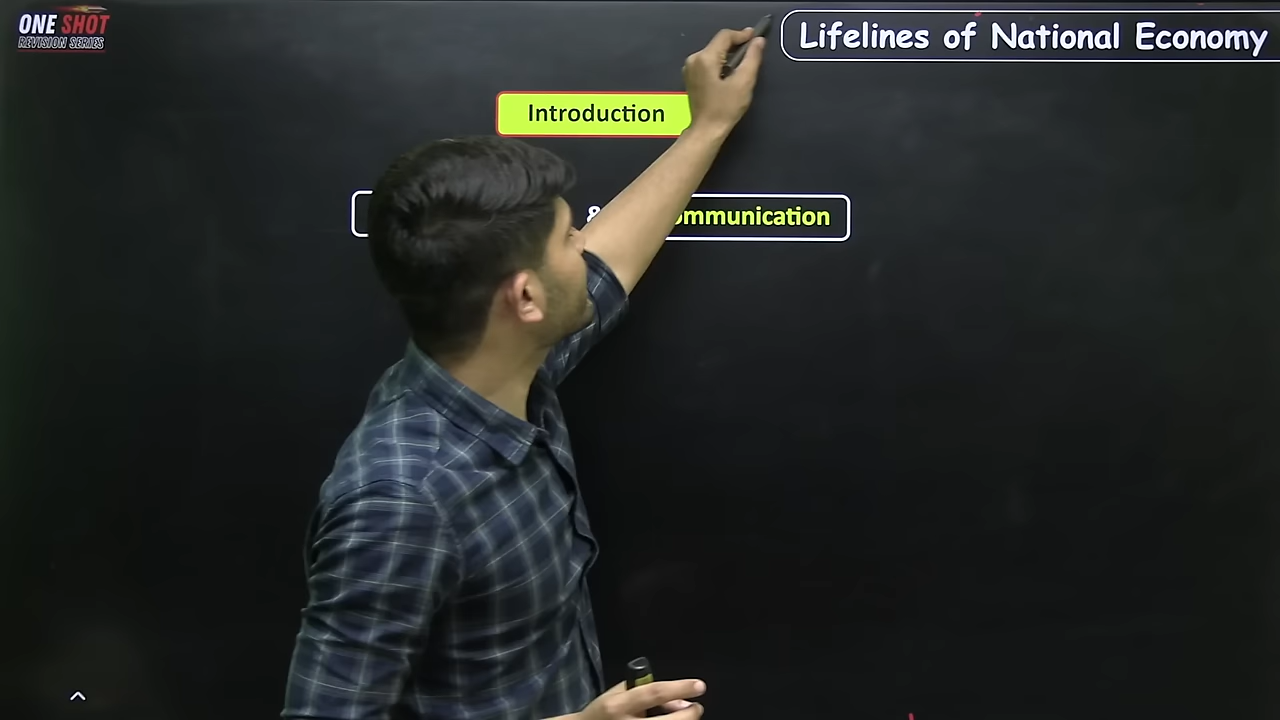 ONE SHOT
REVISION SERIES
Lifelines of National Economy
Introduction
& ommunication